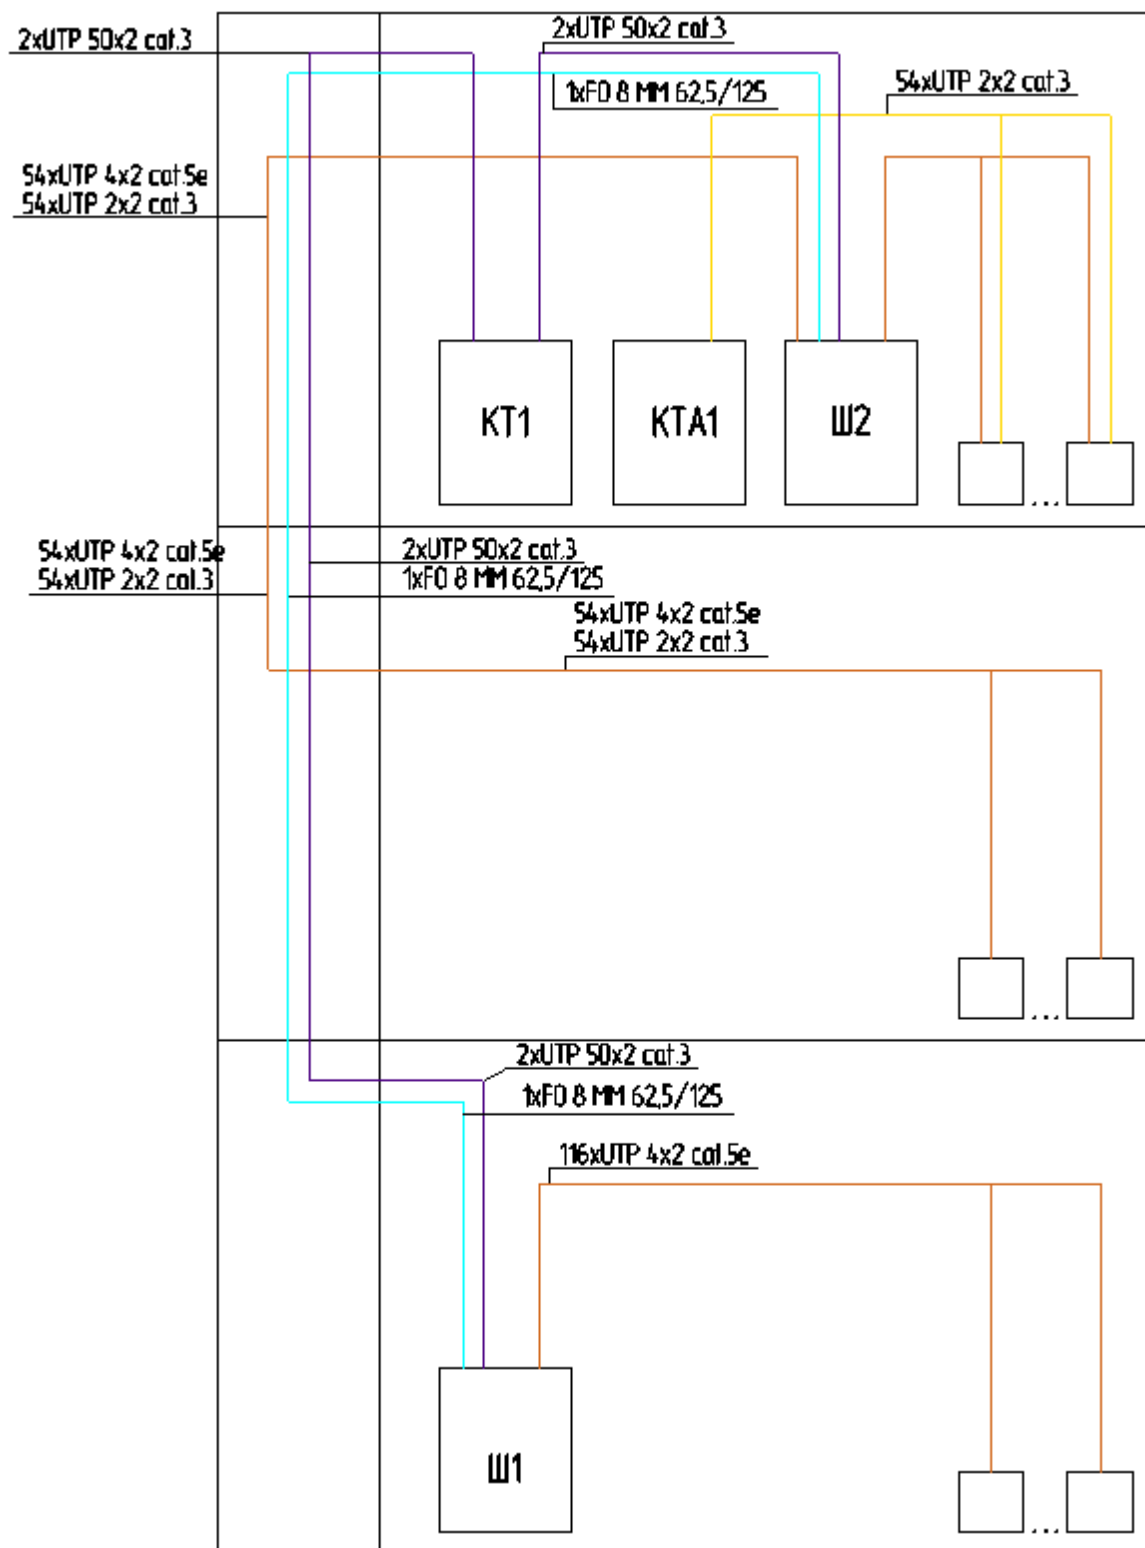 2xUTP 50x2 cat.3
2xUTP 50x2 cat.3
1xFO 8 MM 62,5/125
54xUTP 2x2 cat.3
54xUTP 4x2 cat.5e
54xUTP 2x2 cat.3
КТ1
КТА1
Ш2
...
54xUTP 4x2 cat.5e
54xUTP 2x2 cat.3
2xUTP 50x2 cat.3
1xFO 8 MM 62,5/125
54xUTP 4x2 cat.5e
54xUTP 2x2 cat.3
...
2xUTP 50x2 cat.3
1xFO 8 MM 62,5/125
116xUTP 4x2 cat.5e
Ш1
...